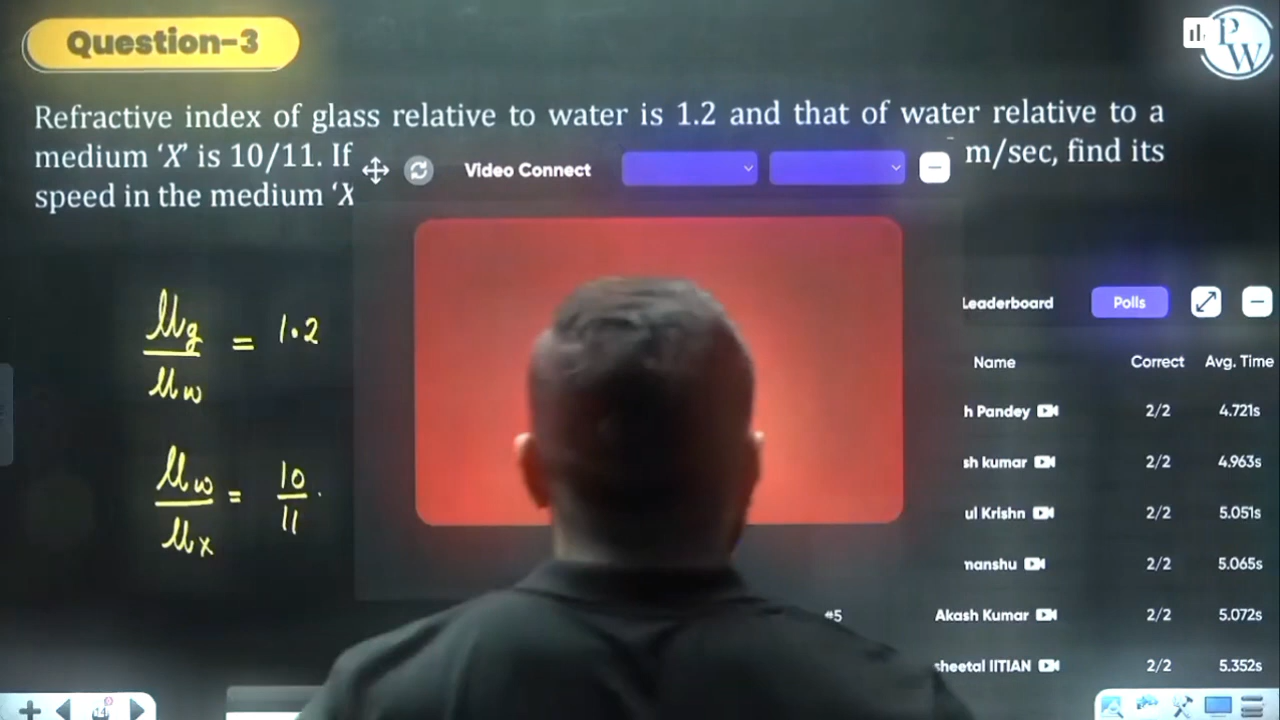 Question-3
P
W
Refractive index of glass relative to water is 1.2 and that of water relative to a
medium ‘X’ is 10/11. If m/sec, find its
speed in the medium ‘X
Video Connect
μg
= 1.2
μw
μw = 10
μx 11
Leaderboard Polls
Name Correct Avg. Time
h Pandey 2/2 4.721s
sh kumar 2/2 4.963s
ul Krishn 2/2 5.051s
manshu 2/2 5.065s
#5 Akash Kumar 2/2 5.072s
sheetal IITIAN 2/2 5.352s